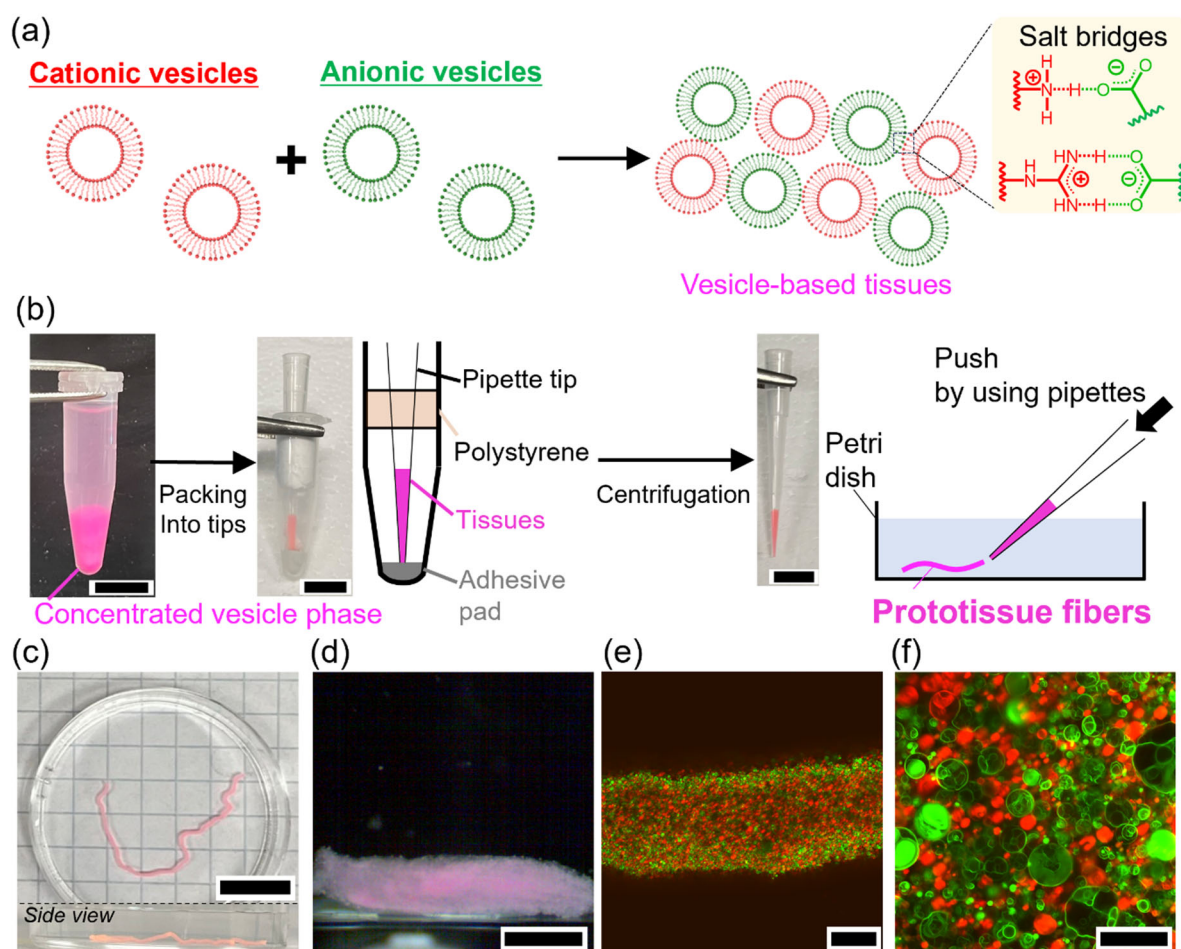 (a)
Cationic vesicles
+
Anionic vesicles
Salt bridges
H
N
H
H
O
O
⊕
⊖
H
N
N
N
H
H
O
O
⊕
⊖
Vesicle-based tissues
(b)
Packing
Into tips
Concentrated vesicle phase
Pipette tip
Polystyrene
Tissues
Adhesive
pad
Centrifugation
Push
by using pipettes
Petri
dish
Prototissue fibers
(c)
Side view
(d)
(e)
(f)